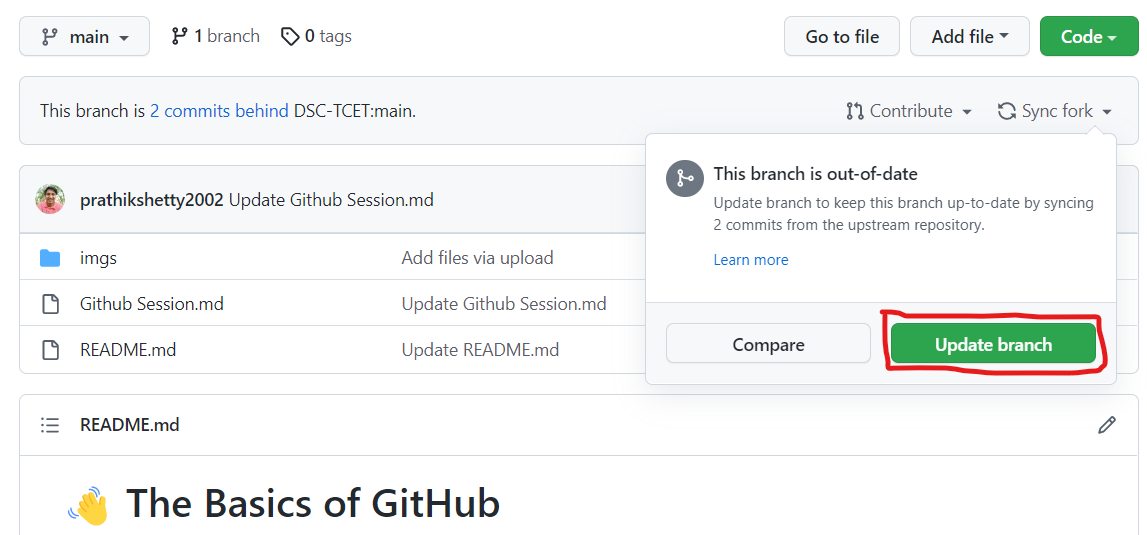 main
1 branch
0 tags
Go to file
Add file
Code
This branch is 2 commits behind DSC-TCET:main.
Contribute
Sync fork
This branch is out-of-date
Update branch to keep this branch up-to-date by syncing
2 commits from the upstream repository.
Learn more
Compare
Update branch
prathikshetty2002 Update Github Session.md
imgs
Add files via upload
Github Session.md
Update Github Session.md
README.md
Update README.md
README.md
The Basics of GitHub